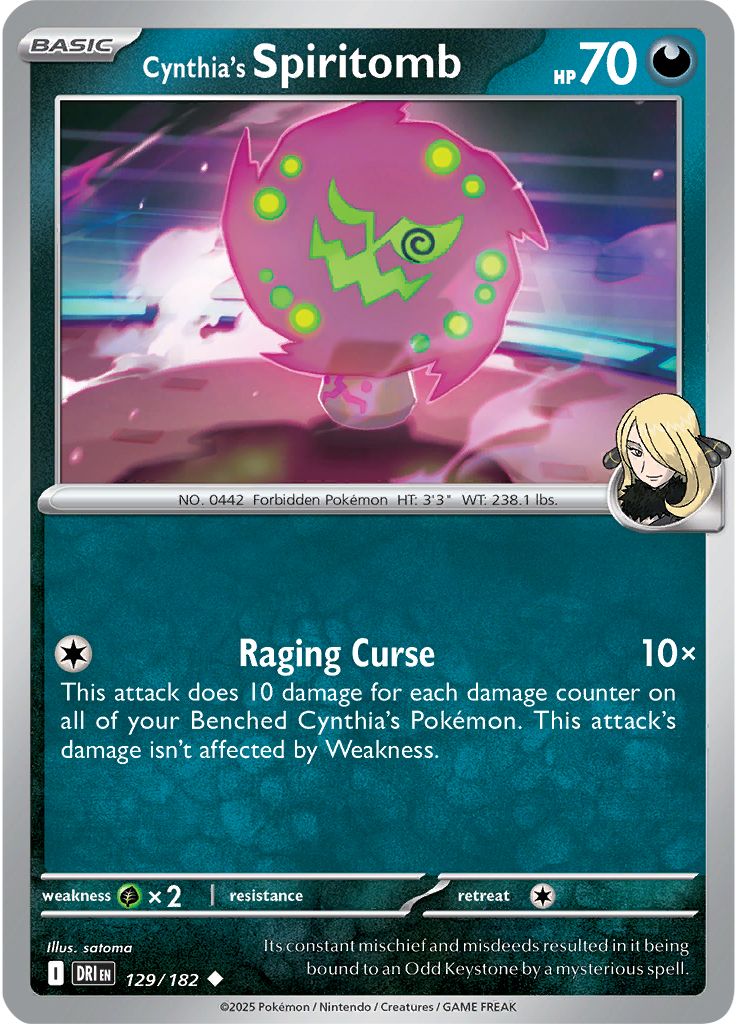 BASIC
Cynthia's Spiritomb HP 70
NO. 0442 Forbidden Pokémon HT: 3'3" WT: 238.1 lbs.
Raging Curse 10×
This attack does 10 damage for each damage counter on
all of your Benched Cynthia's Pokémon. This attack's
damage isn't affected by Weakness.
weakness ×2 resistance retreat
Illus. satoma
Its constant mischief and misdeeds resulted in it being
bound to an Odd Keystone by a mysterious spell.
I DRI EN 129/182
©2025 Pokémon / Nintendo / Creatures / GAME FREAK